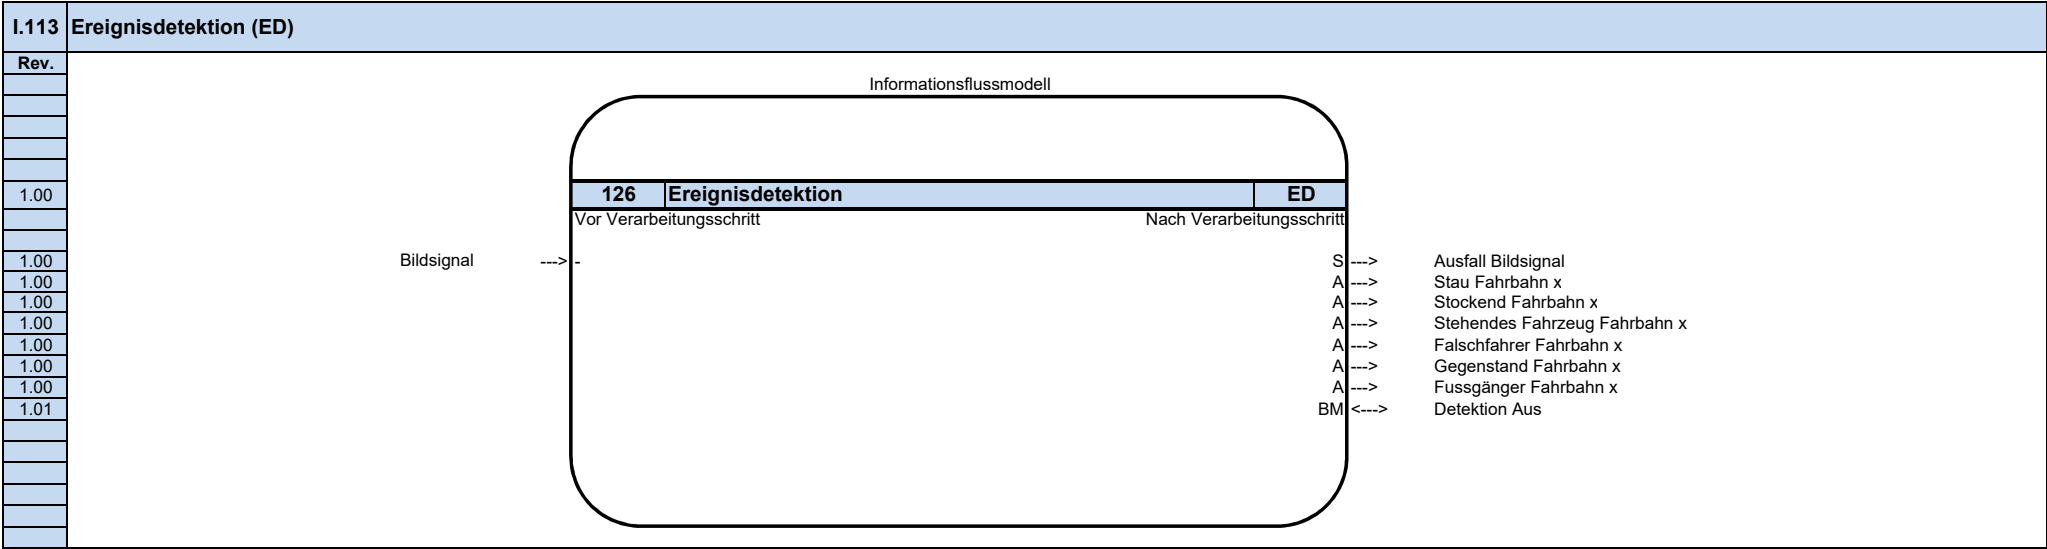 I.113 Ereignisdetektion (ED)
Rev.
Informationsflussmodell
1.00 126 Ereignisdetektion ED
Vor Verarbeitungsschritt Nach Verarbeitungsschritt
1.00 Bildsignal ---> - S ---> Ausfall Bildsignal
1.00 A ---> Stau Fahrbahn x
1.00 A ---> Stockend Fahrbahn x
1.00 A ---> Stehendes Fahrzeug Fahrbahn x
1.00 A ---> Falschfahrer Fahrbahn x
1.00 A ---> Gegenstand Fahrbahn x
1.00 A ---> Fussgänger Fahrbahn x
1.01 BM <---> Detektion Aus